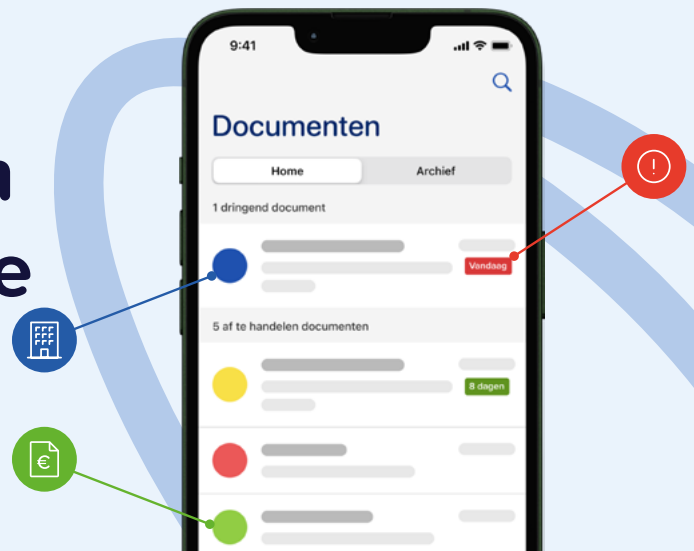 9:41
Documenten
Home Archief
1 dringend document
Vandaag
5 af te handelen documenten
8 dagen
€